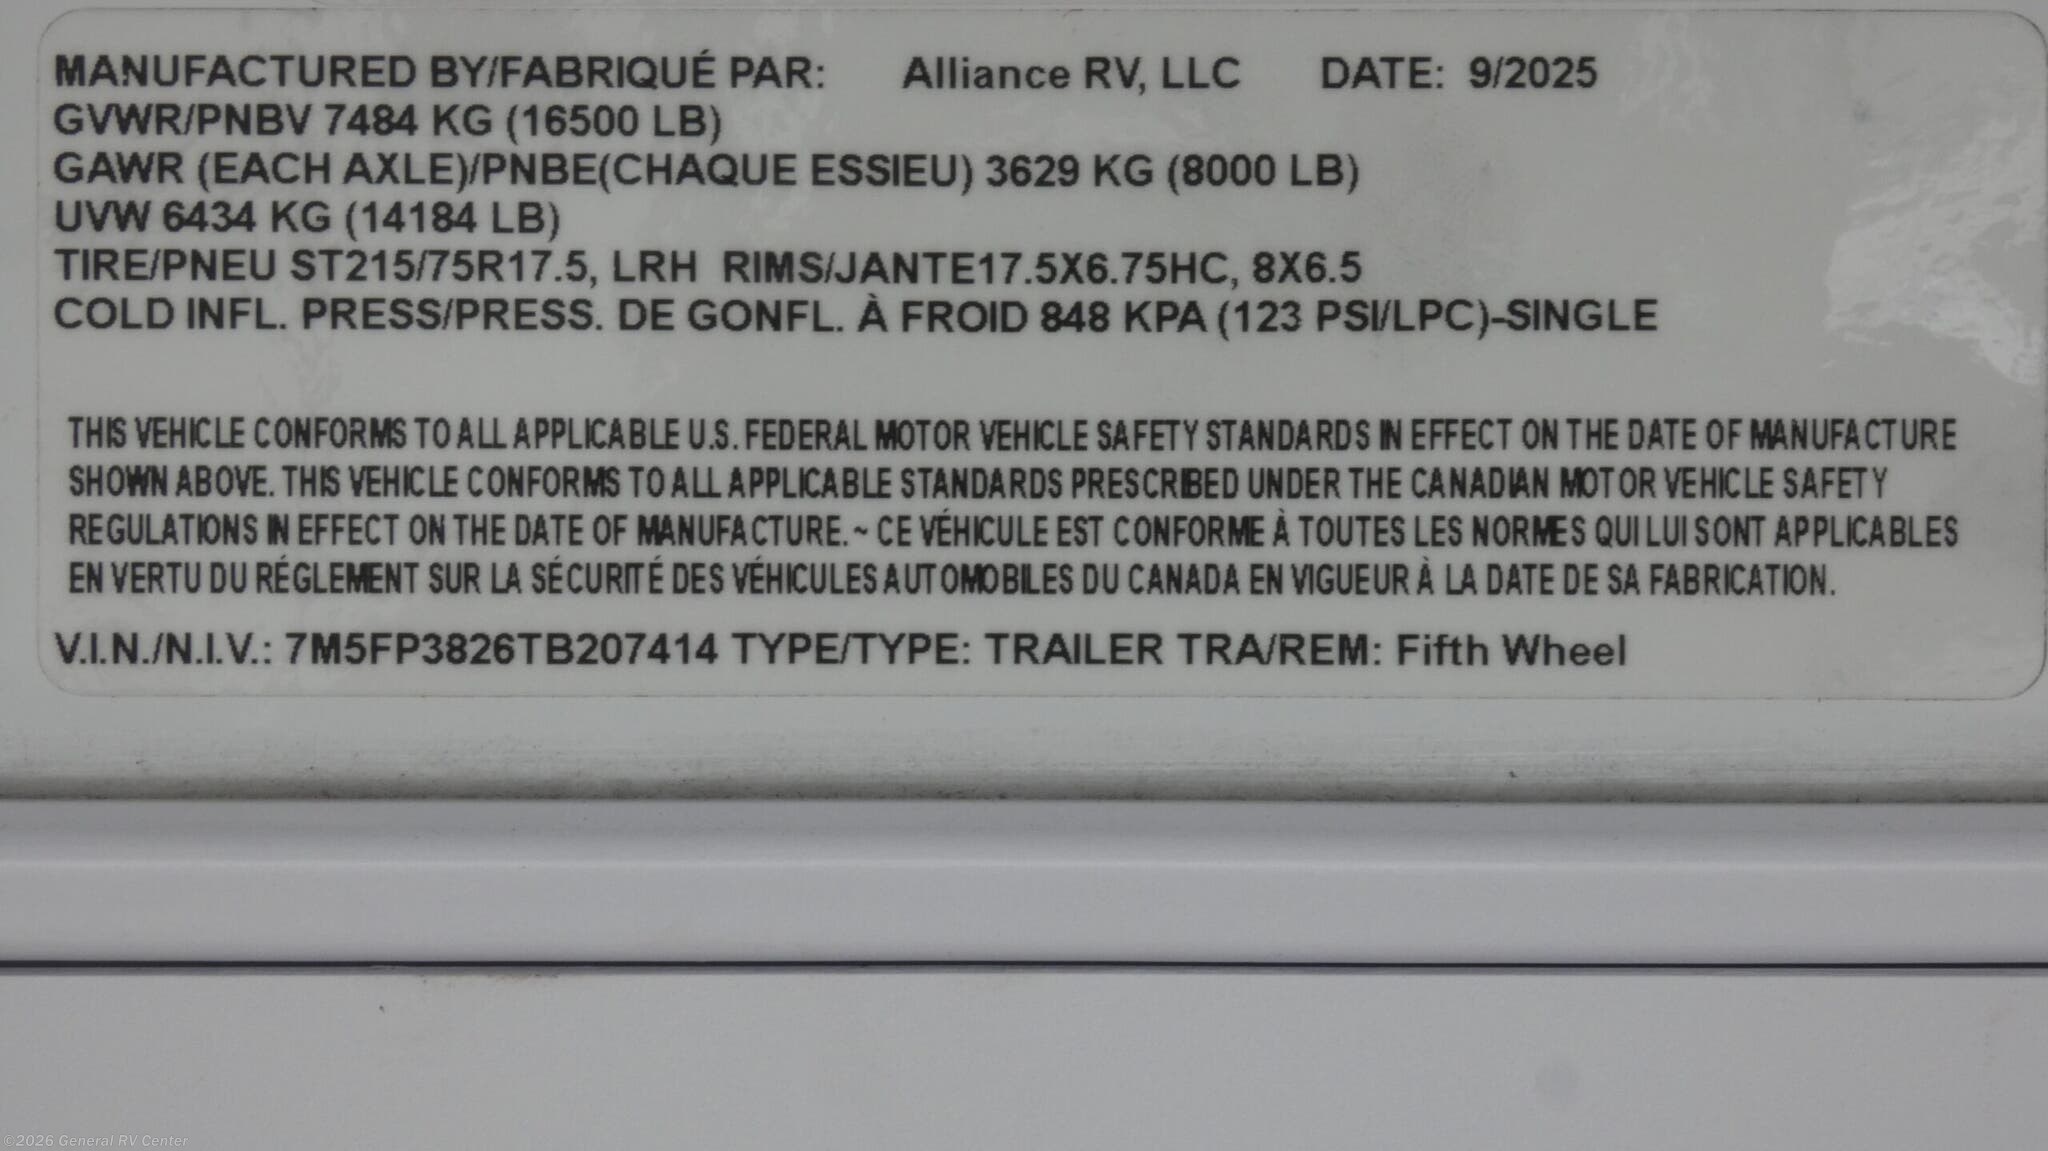 MANUFACTURED BY/FABRIQUÉ PAR: Alliance RV, LLC DATE: 9/2025
GVWR/PNBV 7484 KG (16500 LB)
GAWR (EACH AXLE)/PNBE(CHAQUE ESSIEU) 3629 KG (8000 LB)
UVW 6434 KG (14184 LB)
TIRE/PNEU ST215/75R17.5, LRH RIMS/JANTE17.5X6.75HC, 8X6.5
COLD INFL. PRESS/PRESS. DE GONFL. À FROID 848 KPA (123 PSI/LPC)-SINGLE
THIS VEHICLE CONFORMS TO ALL APPLICABLE U.S. FEDERAL MOTOR VEHICLE SAFETY STANDARDS IN EFFECT ON THE DATE OF MANUFACTURE
SHOWN ABOVE. THIS VEHICLE CONFORMS TO ALL APPLICABLE STANDARDS PRESCRIBED UNDER THE CANADIAN MOTOR VEHICLE SAFETY
REGULATIONS IN EFFECT ON THE DATE OF MANUFACTURE. ~ CE VÉHICULE EST CONFORME À TOUTES LES NORMES QUI LUI SONT APPLICABLES
EN VERTU DU RÉGLEMENT SUR LA SÉCURITÉ DES VÉHICULES AUTOMOBILES DU CANADA EN VIGUEUR À LA DATE DE SA FABRICATION.
V.I.N./N.I.V.: 7M5FP3826TB207414 TYPE/TYPE: TRAILER TRA/REM: Fifth Wheel
©2026 General RV Center